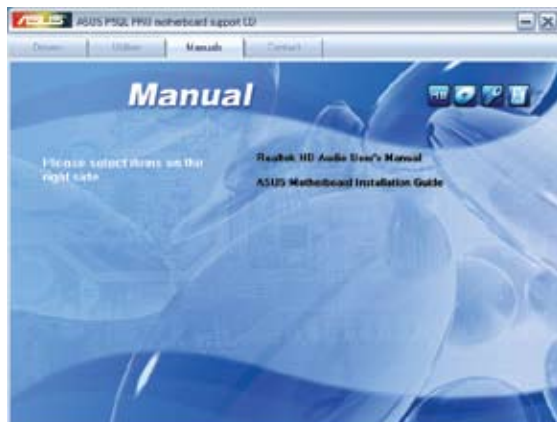 ASUS P5QL PRO motherboard support CD
Drivers
Utilities
Manuals
Contact
Manual
Please select items on the
right side
Realtek HD Audio User's Manual
ASUS Motherboard Installation Guide